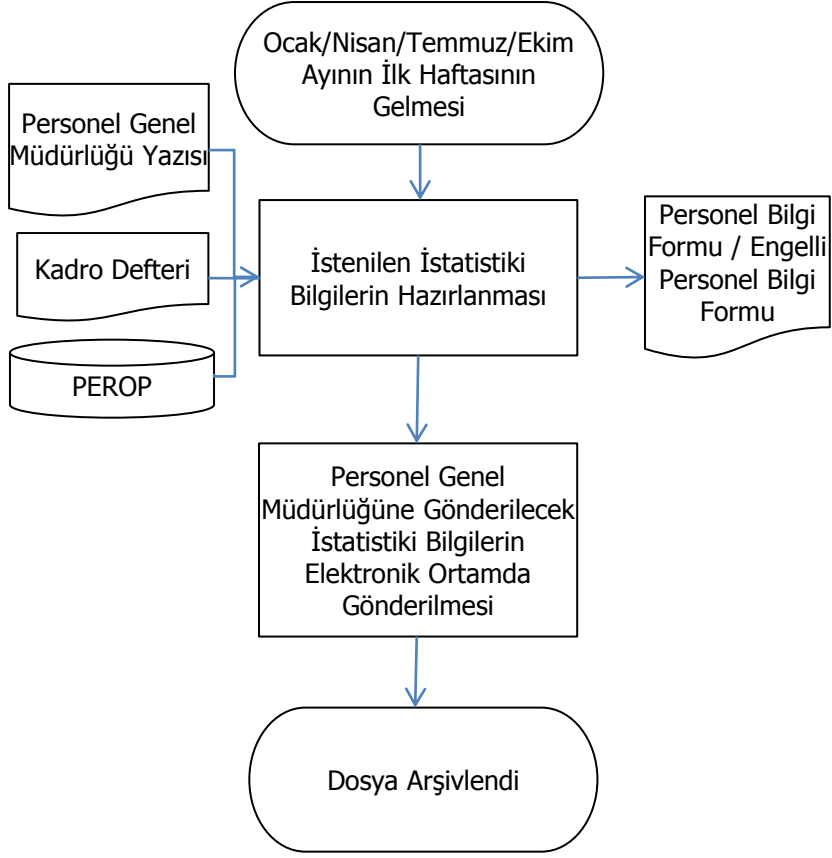 Ocak/Nisan/Temmuz/Ekim
Ayının İlk Haftasının
Gelmesi
Personel Genel
Müdürlüğü Yazısı
Kadro Defteri
PEROP
İstenilen İstatistiki
Bilgilerin Hazırlanması
Personel Bilgi
Formu / Engelli
Personel Bilgi
Formu
Personel Genel
Müdürlüğüne Gönderilecek
İstatistiki Bilgilerin
Elektronik Ortamda
Gönderilmesi
Dosya Arşivlendi